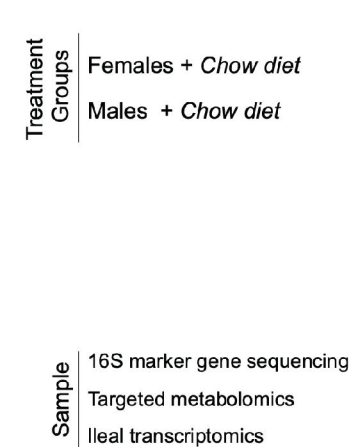 Treatment
Groups
Females + Chow diet
Males + Chow diet
Sample
16S marker gene sequencing
Targeted metabolomics
Ileal transcriptomics